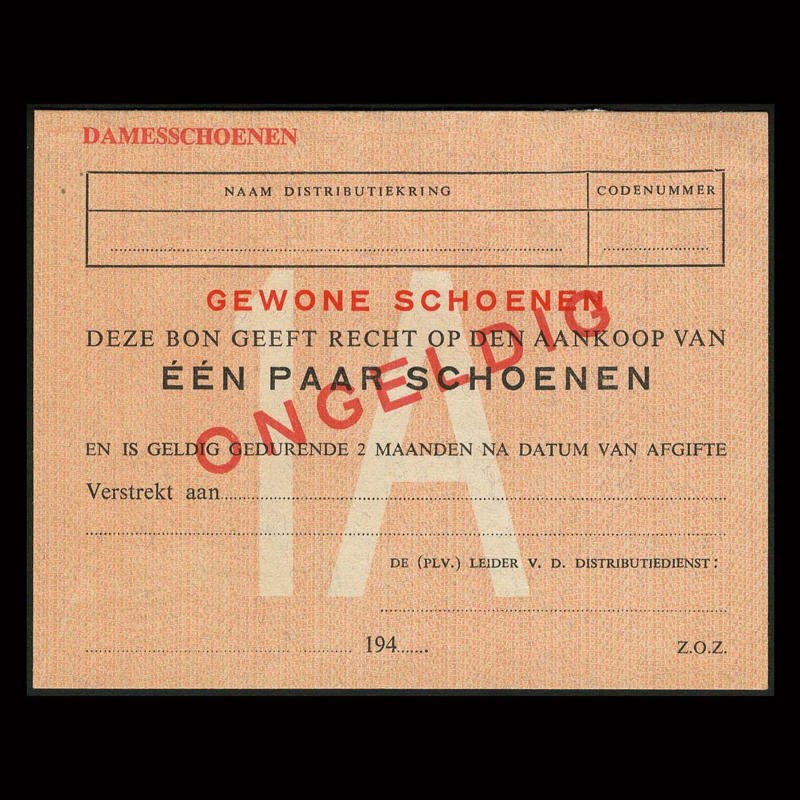 DAMESSCHOENEN
NAAM DISTRIBUTIEKRING CODENUMMER
1A
GEWONE SCHOENEN
DEZE BON GEEFT RECHT OP DEN AANKOOP VAN
ÉÉN PAAR SCHOENEN
ONGELDIG
EN IS GELDIG GEDURENDE 2 MAANDEN NA DATUM VAN AFGIFTE
Verstrekt aan
DE (PLV.) LEIDER V. D. DISTRIBUTIEDIENST:
194......
Z.O.Z.